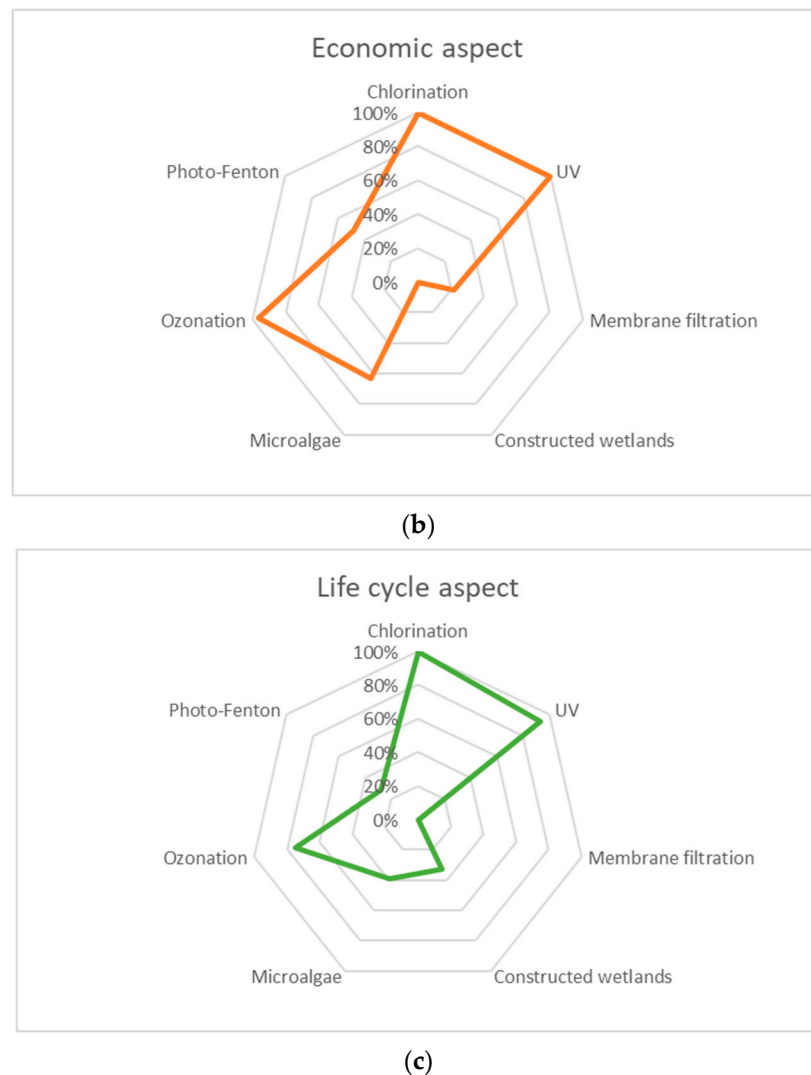 Economic aspect
Chlorination
100%
80%
60%
40%
20%
0%
UV
Membrane filtration
Constructed wetlands
Microalgae
Ozonation
Photo-Fenton
(b)
Life cycle aspect
Chlorination
100%
80%
60%
40%
20%
0%
UV
Membrane filtration
Constructed wetlands
Microalgae
Ozonation
Photo-Fenton
(c)